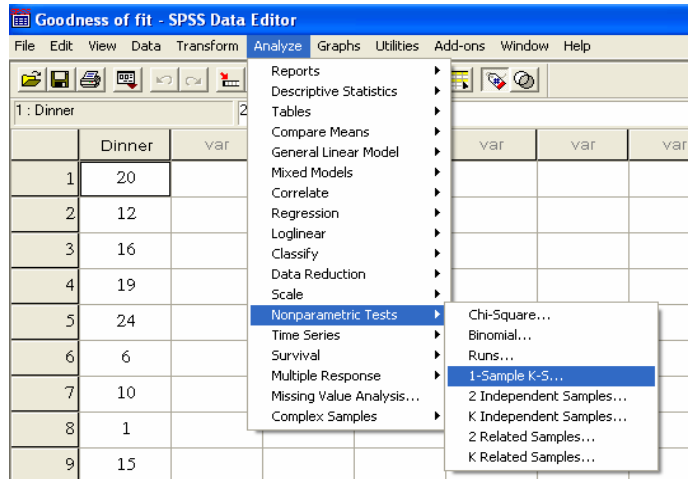 Goodness of fit - SPSS Data Editor
File Edit View Data Transform Analyze Graphs Utilities Add-ons Window Help
1 : Dinner 2
Dinner var var var var
1 20
2 12
3 16
4 19
5 24
6 6
7 10
8 1
9 15
Reports
Descriptive Statistics
Tables
Compare Means
General Linear Model
Mixed Models
Correlate
Regression
Loglinear
Classify
Data Reduction
Scale
Nonparametric Tests
Time Series
Survival
Multiple Response
Missing Value Analysis...
Complex Samples
Chi-Square...
Binomial...
Runs...
1-Sample K-S...
2 Independent Samples...
K Independent Samples...
2 Related Samples...
K Related Samples...